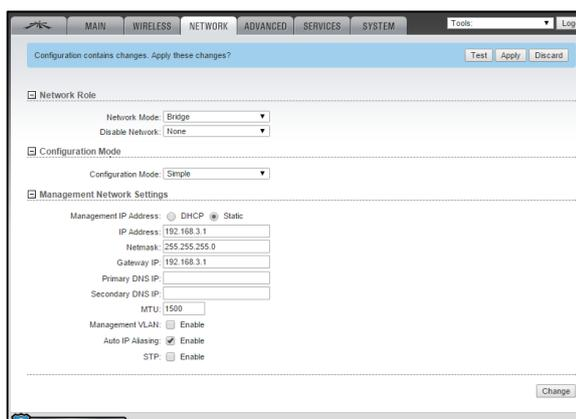 MAIN WIRELESS NETWORK ADVANCED SERVICES SYSTEM Tools: Log
Configuration contains changes. Apply these changes? Test Apply Discard
Network Role
Network Mode: Bridge
Disable Network: None
Configuration Mode
Configuration Mode: Simple
Management Network Settings
Management IP Address: DHCP Static
IP Address: 192.168.3.1
Netmask: 255.255.255.0
Gateway IP: 192.168.3.1
Primary DNS IP:
Secondary DNS IP:
MTU: 1500
Management VLAN: Enable
Auto IP Aliasing: Enable
STP: Enable
Change